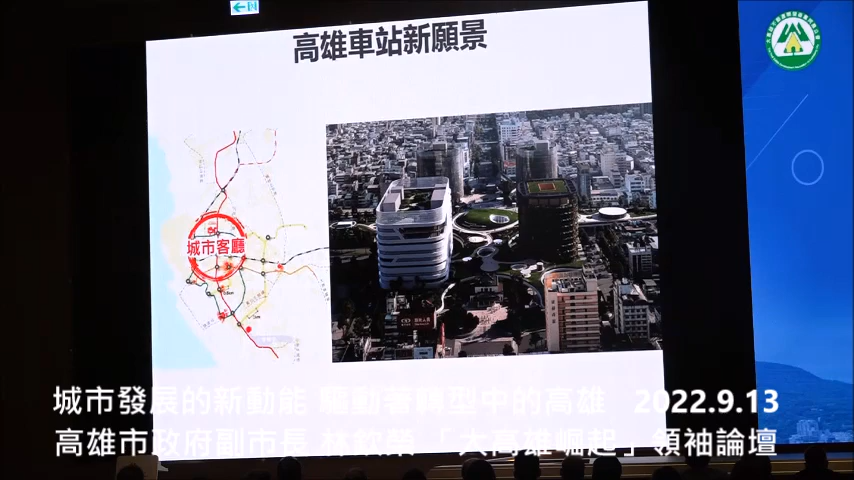 高雄車站新願景
城市客廳
城市發展的新動能 驅動著轉型中的高雄 2022.9.13
高雄市政府副市長 林欽榮 「大高雄崛起」領袖論壇